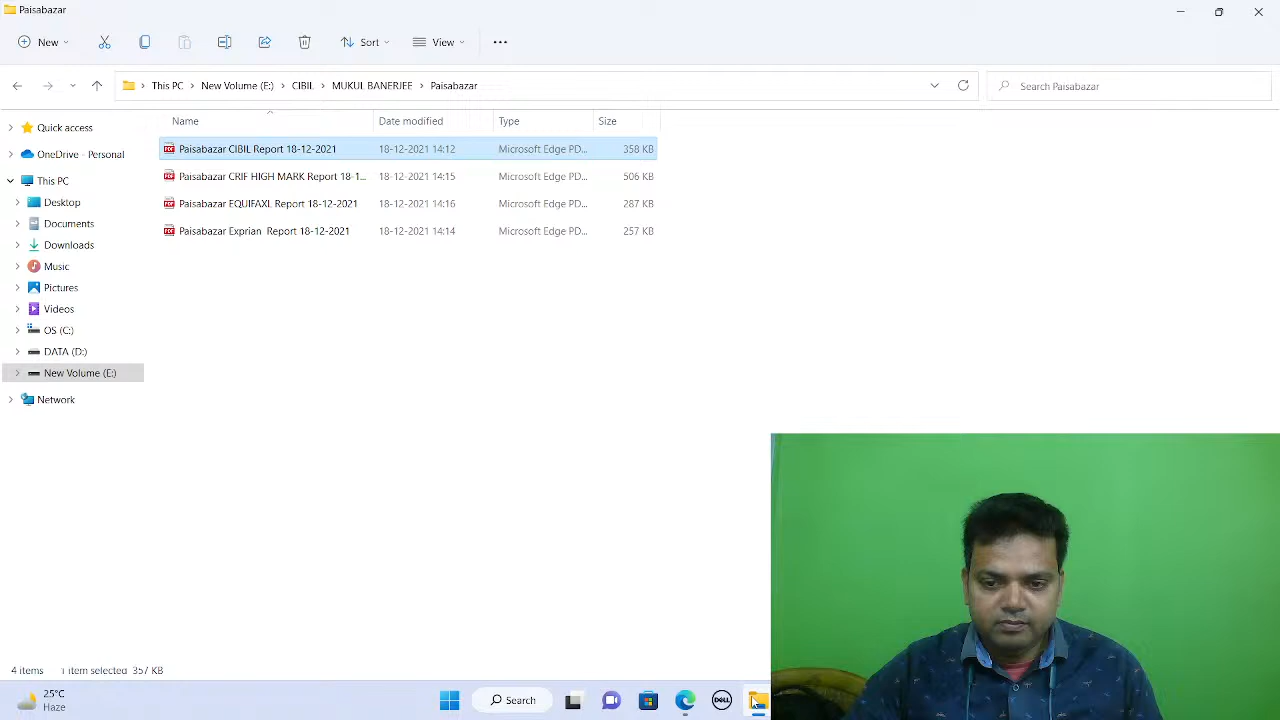 Paisabazar
New
Sort
View
This PC
New Volume (E:)
CIBIL
MUKUL BANERJEE
Paisabazar
Search Paisabazar
Name
Date modified
Type
Size
Quick access
OneDrive - Personal
This PC
Desktop
Documents
Downloads
Music
Pictures
Videos
OS (C:)
DATA (D:)
New Volume (E:)
Network
Paisabazar CIBIL Report 18-12-2021 18-12-2021 14:12 Microsoft Edge PD... 358 KB
Paisabazar CRIF HIGH MARK Report 18-1... 18-12-2021 14:15 Microsoft Edge PD... 506 KB
Paisabazar EQUIFAXL Report 18-12-2021 18-12-2021 14:16 Microsoft Edge PD... 287 KB
Paisabazar Exprian Report 18-12-2021 18-12-2021 14:14 Microsoft Edge PD... 257 KB
4 items 1 item selected 357 KB
25°C
Haze
Search
DELL